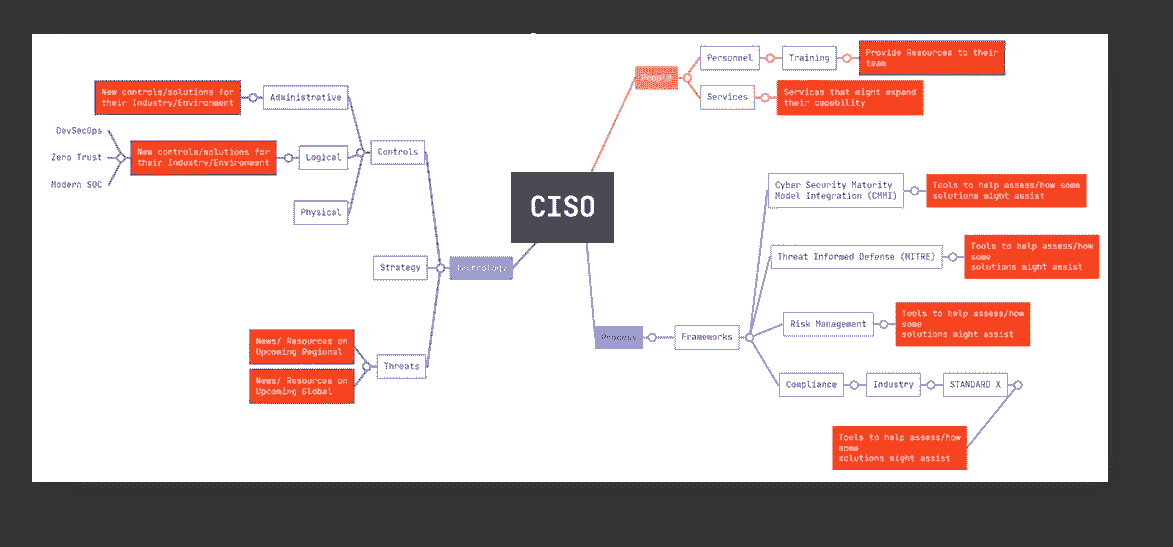 CISO
People
Personnel
Training
Provide Resources to their
team
Services
Services that might expand
their capability
New controls/solutions for
their Industry/Environment
Administrative
DevSecOps
Zero Trust
Modern SOC
New controls/solutions for
their Industry/Environment
Logical
Controls
Physical
Strategy
Technology
News/ Resources on
Upcoming Regional
News/ Resources on
Upcoming Global
Threats
Process
Frameworks
Cyber Security Maturity
Model Integration (CMMI)
Tools to help assess/how some
solutions might assist
Threat Informed Defense (MITRE)
Tools to help assess/how
some
solutions might assist
Risk Management
Tools to help assess/how
some
solutions might assist
Compliance
Industry
STANDARD X
Tools to help assess/how
some
solutions might assist